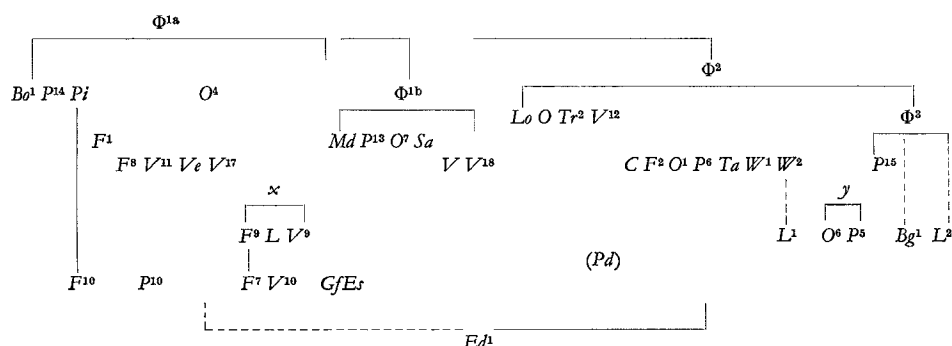 Φ¹ᵃ
Φ²
Bo¹ P¹⁴ Pi O⁴ Φ¹ᵇ Lo O Tr² V¹² Φ³
F¹ Md P¹³ O⁷ Sa
F⁸ V¹¹ Ve V¹⁷ V V¹⁸ C F² O¹ P⁶ Ta W¹ W² P¹⁵
x y
F⁹ L V⁹ L¹ O⁶ P⁵ Bg¹ L²
(Pd)
F¹⁰ P¹⁰ F⁷ V¹⁰ GfEs
Ed¹